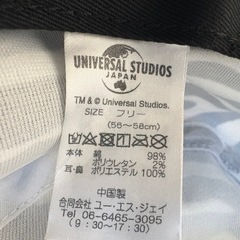 UNIVERSAL STUDIOS
JAPAN
TM & © Universal Studios.
SIZE フリー
(56～58cm)
本体 綿 98%
ポリウレタン 2%
耳・鼻 ポリエステル 100%
中国製
合同会社 ユー・エス・ジェイ
Tel 06-6465-3095
(9:30～17:30)